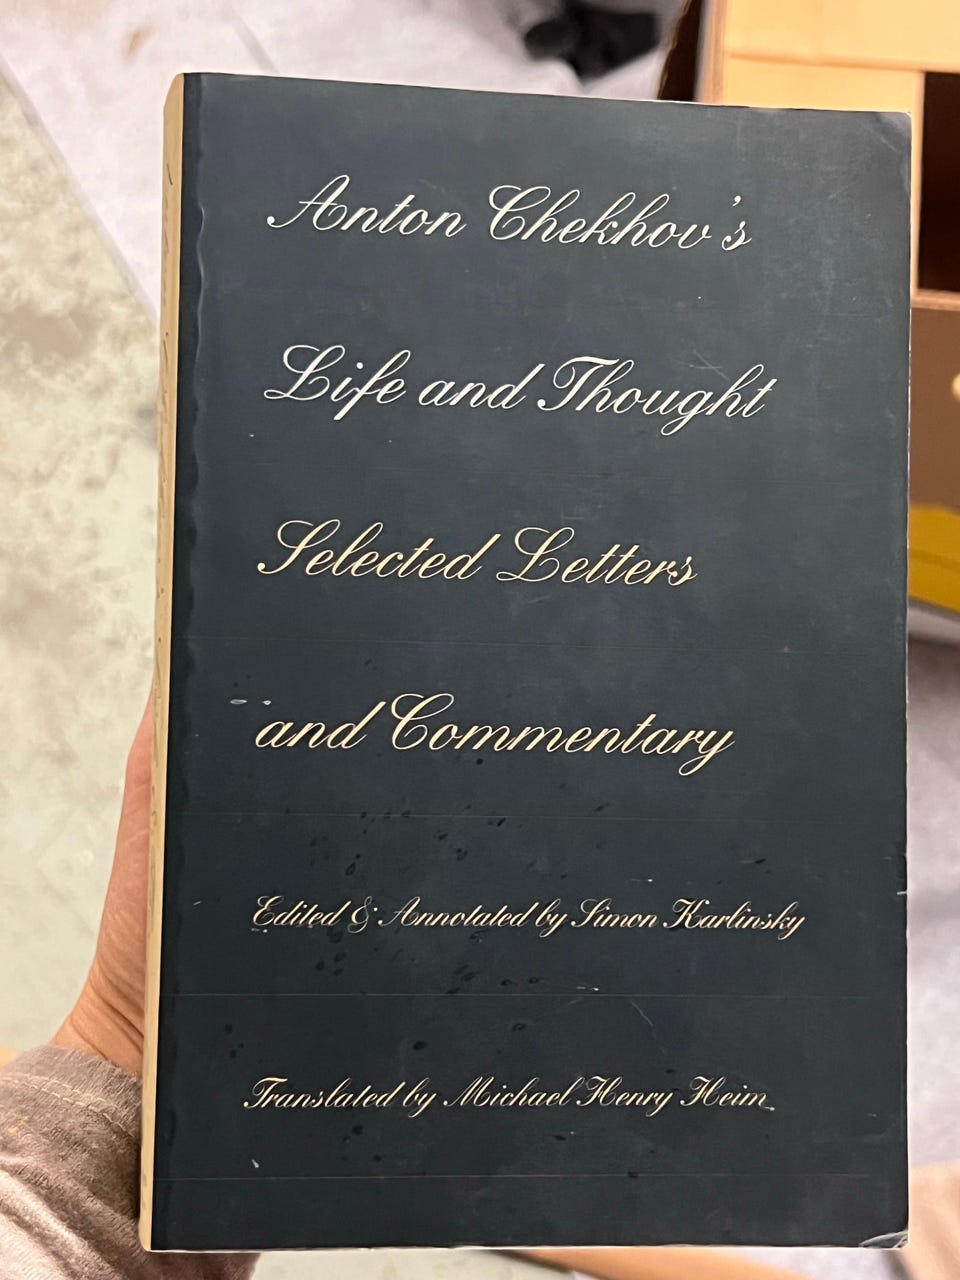 Anton Chekhov's
Life and Thought
Selected Letters
and Commentary
Edited & Annotated by Simon Karlinsky
Translated by Michael Henry Heim